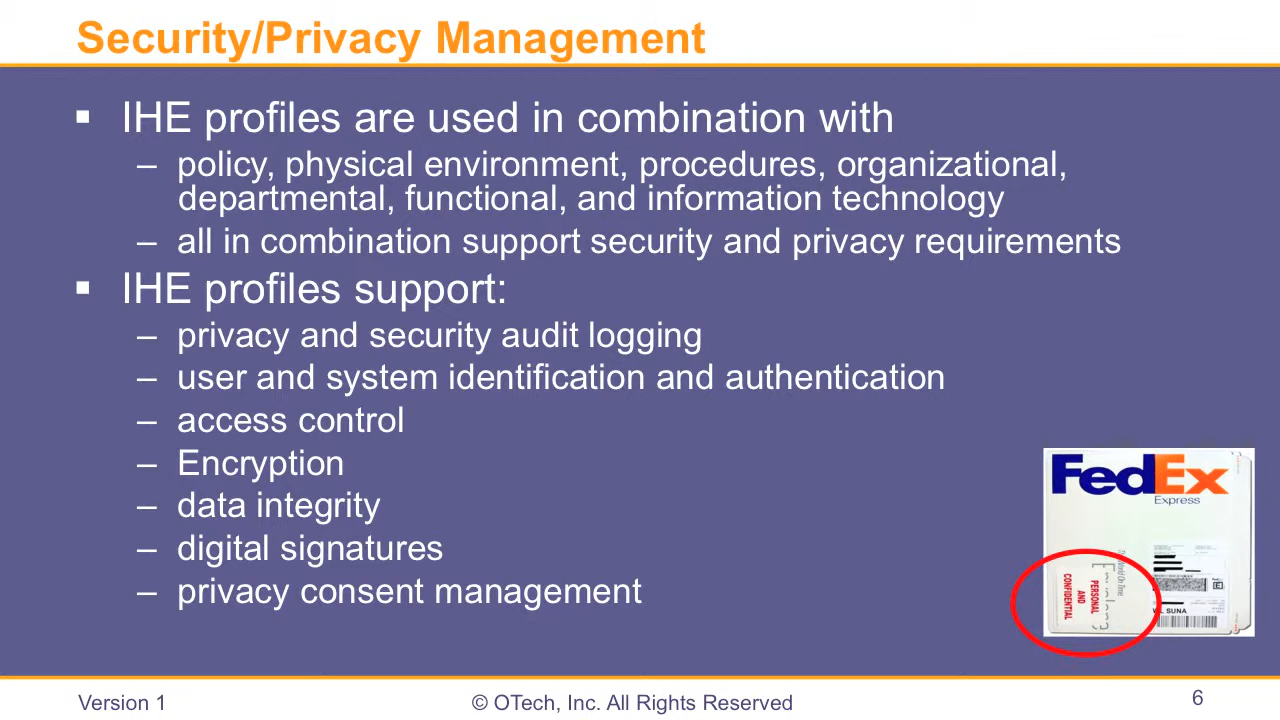 Security/Privacy Management
▪ IHE profiles are used in combination with
– policy, physical environment, procedures, organizational,
departmental, functional, and information technology
– all in combination support security and privacy requirements
▪ IHE profiles support:
– privacy and security audit logging
– user and system identification and authentication
– access control
– Encryption
– data integrity
– digital signatures
– privacy consent management
FedEx
Express
PERSONAL
AND
CONFIDENTIAL
SUNA
Version 1
© OTech, Inc. All Rights Reserved
6